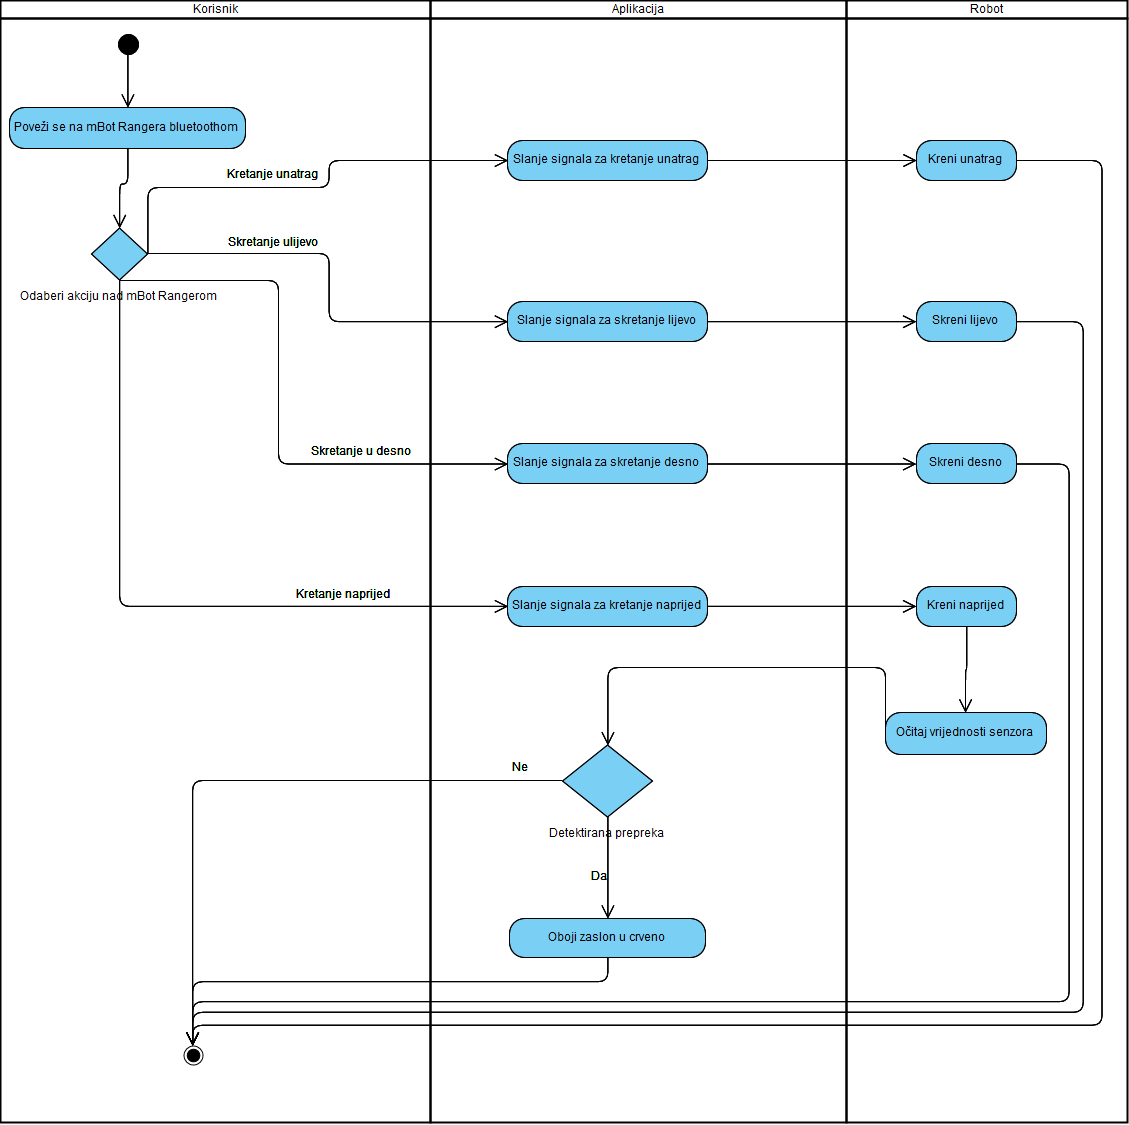 Korisnik
Aplikacija
Robot
Poveži se na mBot Rangera bluetoothom
Kretanje unatrag
Slanje signala za kretanje unatrag
Kreni unatrag
Skretanje ulijevo
Odaberi akciju nad mBot Rangerom
Slanje signala za skretanje lijevo
Skreni lijevo
Skretanje u desno
Slanje signala za skretanje desno
Skreni desno
Kretanje naprijed
Slanje signala za kretanje naprijed
Kreni naprijed
Očitaj vrijednosti senzora
Ne
Detektirana prepreka
Da
Oboji zaslon u crveno